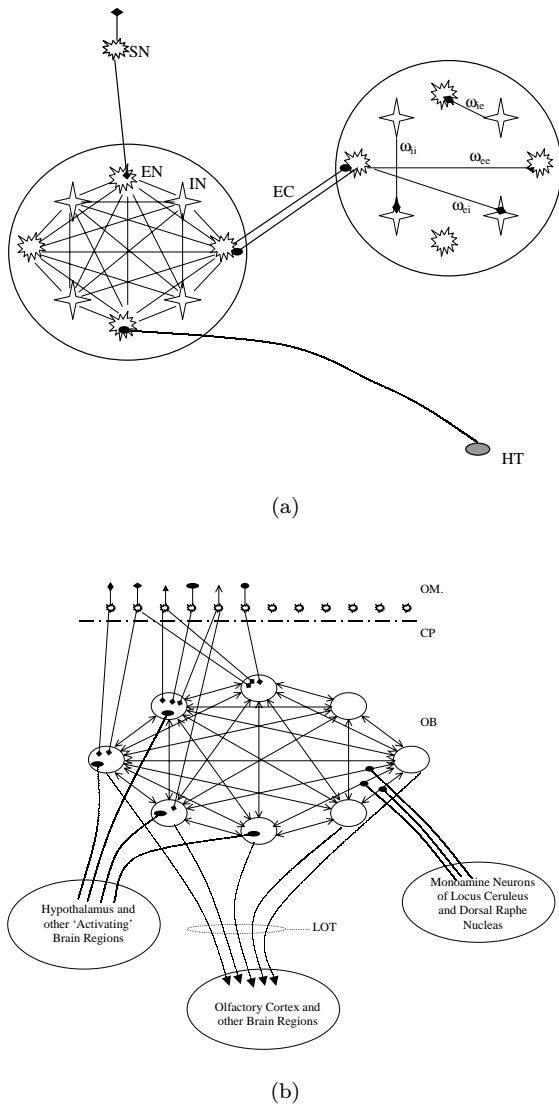 SN
EN
IN
EC
ω_ie
ω_ii
ω_ee
ω_ei
HT
(a)
OM.
CP
OB
Hypothalamus and
other ‘Activating’
Brain Regions
Monoamine Neurons
of Locus Ceruleus
and Dorsal Raphe
Nucleus
LOT
Olfactory Cortex and
other Brain Regions
(b)